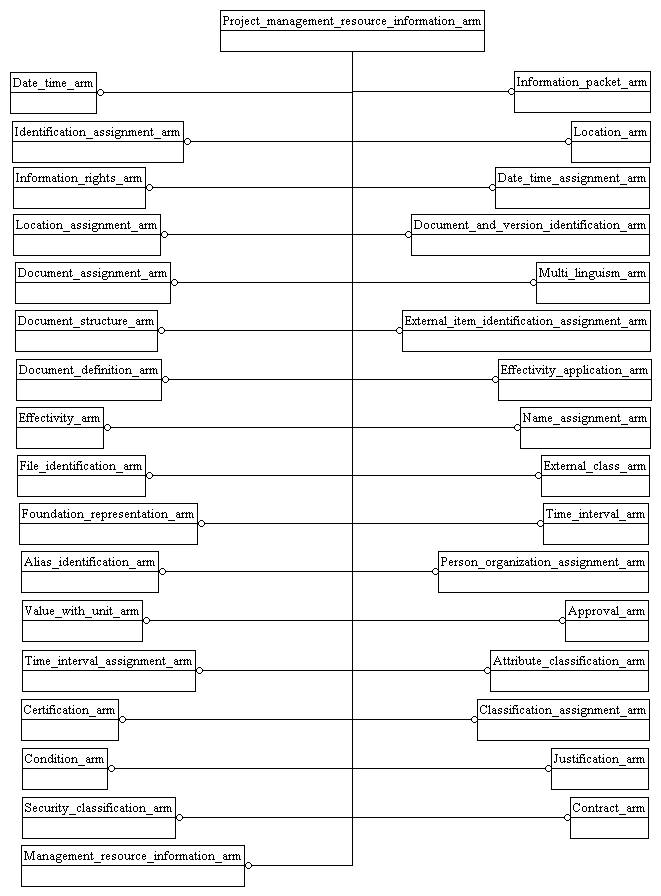 Project_management_resource_information_arm
Date_time_arm
Information_packet_arm
Identification_assignment_arm
Location_arm
Information_rights_arm
Date_time_assignment_arm
Location_assignment_arm
Document_and_version_identification_arm
Document_assignment_arm
Multi_linguism_arm
Document_structure_arm
External_item_identification_assignment_arm
Document_definition_arm
Effectivity_application_arm
Effectivity_arm
Name_assignment_arm
File_identification_arm
External_class_arm
Foundation_representation_arm
Time_interval_arm
Alias_identification_arm
Person_organization_assignment_arm
Value_with_unit_arm
Approval_arm
Time_interval_assignment_arm
Attribute_classification_arm
Certification_arm
Classification_assignment_arm
Condition_arm
Justification_arm
Security_classification_arm
Contract_arm
Management_resource_information_arm